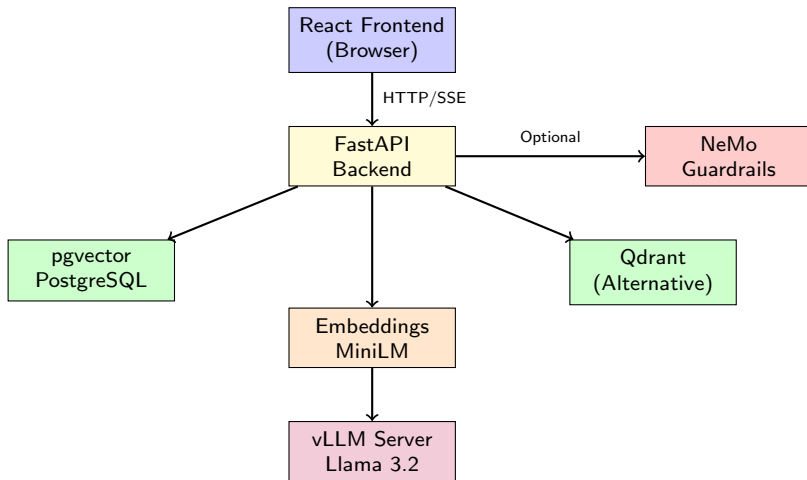 React Frontend
(Browser)
HTTP/SSE
FastAPI
Backend
Optional
NeMo
Guardrails
pgvector
PostgreSQL
Qdrant
(Alternative)
Embeddings
MiniLM
vLLM Server
Llama 3.2